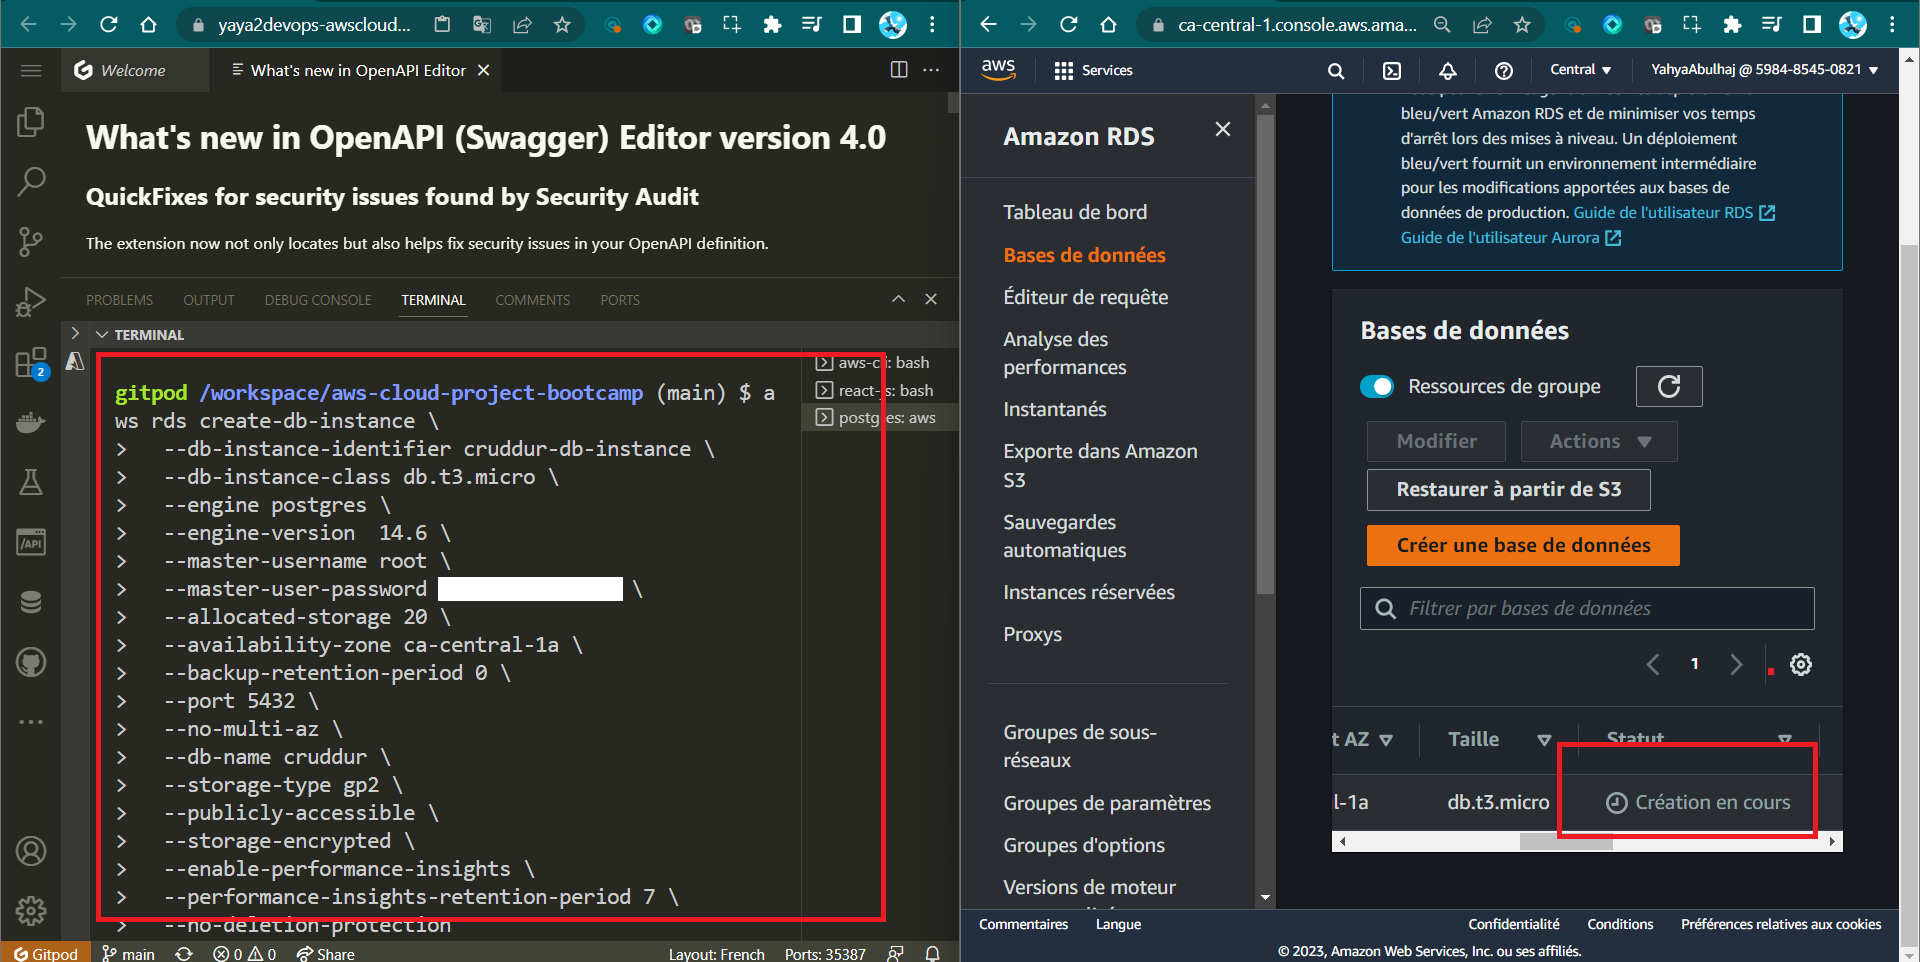 yaya2devops-awscloud...
Welcome
What's new in OpenAPI Editor
What's new in OpenAPI (Swagger) Editor version 4.0
QuickFixes for security issues found by Security Audit
The extension now not only locates but also helps fix security issues in your OpenAPI definition.
PROBLEMS
OUTPUT
DEBUG CONSOLE
TERMINAL
COMMENTS
PORTS
TERMINAL
gitpod /workspace/aws-cloud-project-bootcamp (main) $ a
ws rds create-db-instance \
> --db-instance-identifier cruddur-db-instance \
> --db-instance-class db.t3.micro \
> --engine postgres \
> --engine-version  14.6 \
> --master-username root \
> --master-user-password \
> --allocated-storage 20 \
> --availability-zone ca-central-1a \
> --backup-retention-period 0 \
> --port 5432 \
> --no-multi-az \
> --db-name cruddur \
> --storage-type gp2 \
> --publicly-accessible \
> --storage-encrypted \
> --enable-performance-insights \
> --performance-insights-retention-period 7 \
> --no-deletion-protection
aws-cli: bash
react-js: bash
postgres: aws
2
/API
Gitpod
main
0
0
Share
Layout: French
Ports: 35387
ca-central-1.console.aws.ama...
aws
Services
Central
YahyaAbulhaj @ 5984-8545-0821
Amazon RDS
Tableau de bord
Bases de données
Éditeur de requête
Analyse des
performances
Instantanés
Exporte dans Amazon
S3
Sauvegardes
automatiques
Instances réservées
Proxys
Groupes de sous-
réseaux
Groupes de paramètres
Groupes d'options
Versions de moteur
bleu/vert Amazon RDS et de minimiser vos temps
d'arrêt lors des mises à niveau. Un déploiement
bleu/vert fournit un environnement intermédiaire
pour les modifications apportées aux bases de
données de production. Guide de l'utilisateur RDS
Guide de l'utilisateur Aurora
Bases de données
Ressources de groupe
Modifier
Actions
Restaurer à partir de S3
Créer une base de données
Filtrer par bases de données
1
t AZ
Taille
Statut
l-1a
db.t3.micro
Création en cours
Commentaires
Langue
Confidentialité
Conditions
Préférences relatives aux cookies
© 2023, Amazon Web Services, Inc. ou ses affiliés.